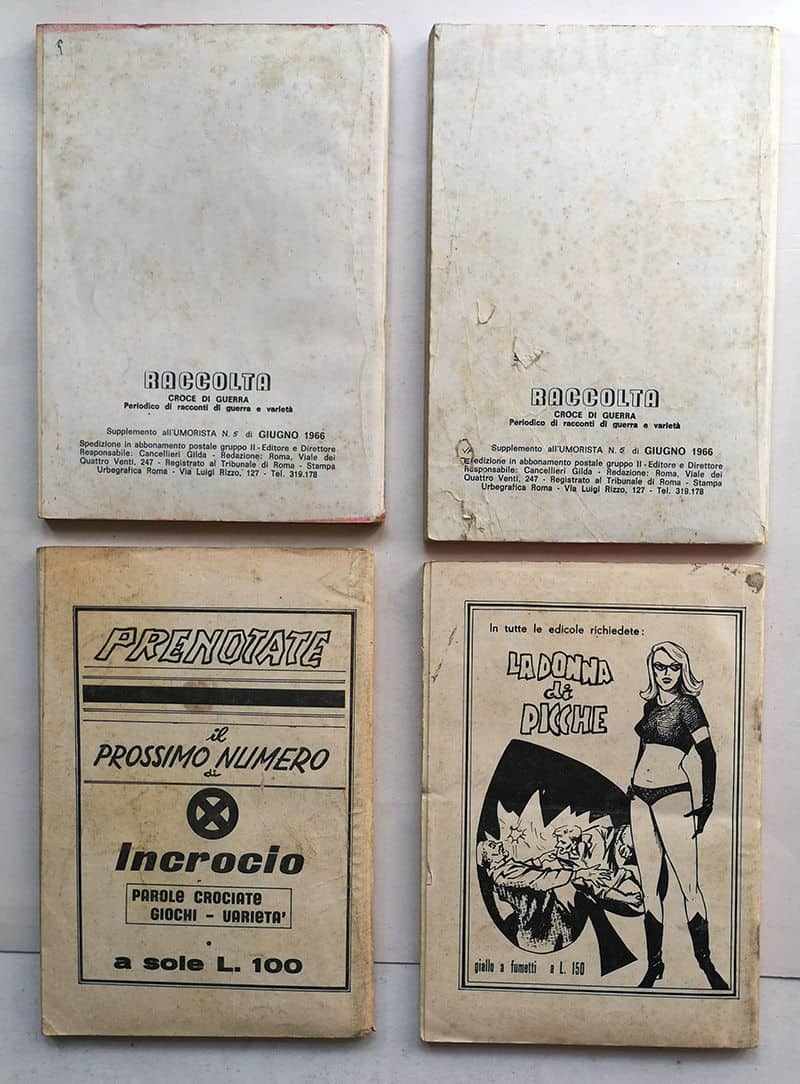 RACCOLTA
CROCE DI GUERRA
Periodico di racconti di guerra e varietà
Supplemento all'UMORISTA N. 5 di GIUGNO 1966
Spedizione in abbonamento postale gruppo II - Editore e Direttore
Responsabile: Cancellieri Gilda - Redazione: Roma, Viale dei
Quattro Venti, 247 - Registrato al Tribunale di Roma - Stampa
Urbegrafica Roma - Via Luigi Rizzo, 127 - Tel. 319.178
RACCOLTA
CROCE DI GUERRA
Periodico di racconti di guerra e varietà
Supplemento all'UMORISTA N. 5 di GIUGNO 1966
Spedizione in abbonamento postale gruppo II - Editore e Direttore
Responsabile: Cancellieri Gilda - Redazione: Roma, Viale dei
Quattro Venti, 247 - Registrato al Tribunale di Roma - Stampa
Urbegrafica Roma - Via Luigi Rizzo, 127 - Tel. 319.178
PRENOTATE
il
PROSSIMO NUMERO
di
Incrocio
PAROLE CROCIATE
GIOCHI - VARIETA'
a sole L. 100
In tutte le edicole richiedete:
LA DONNA
di
PICCHE
giallo a fumetti a L. 150